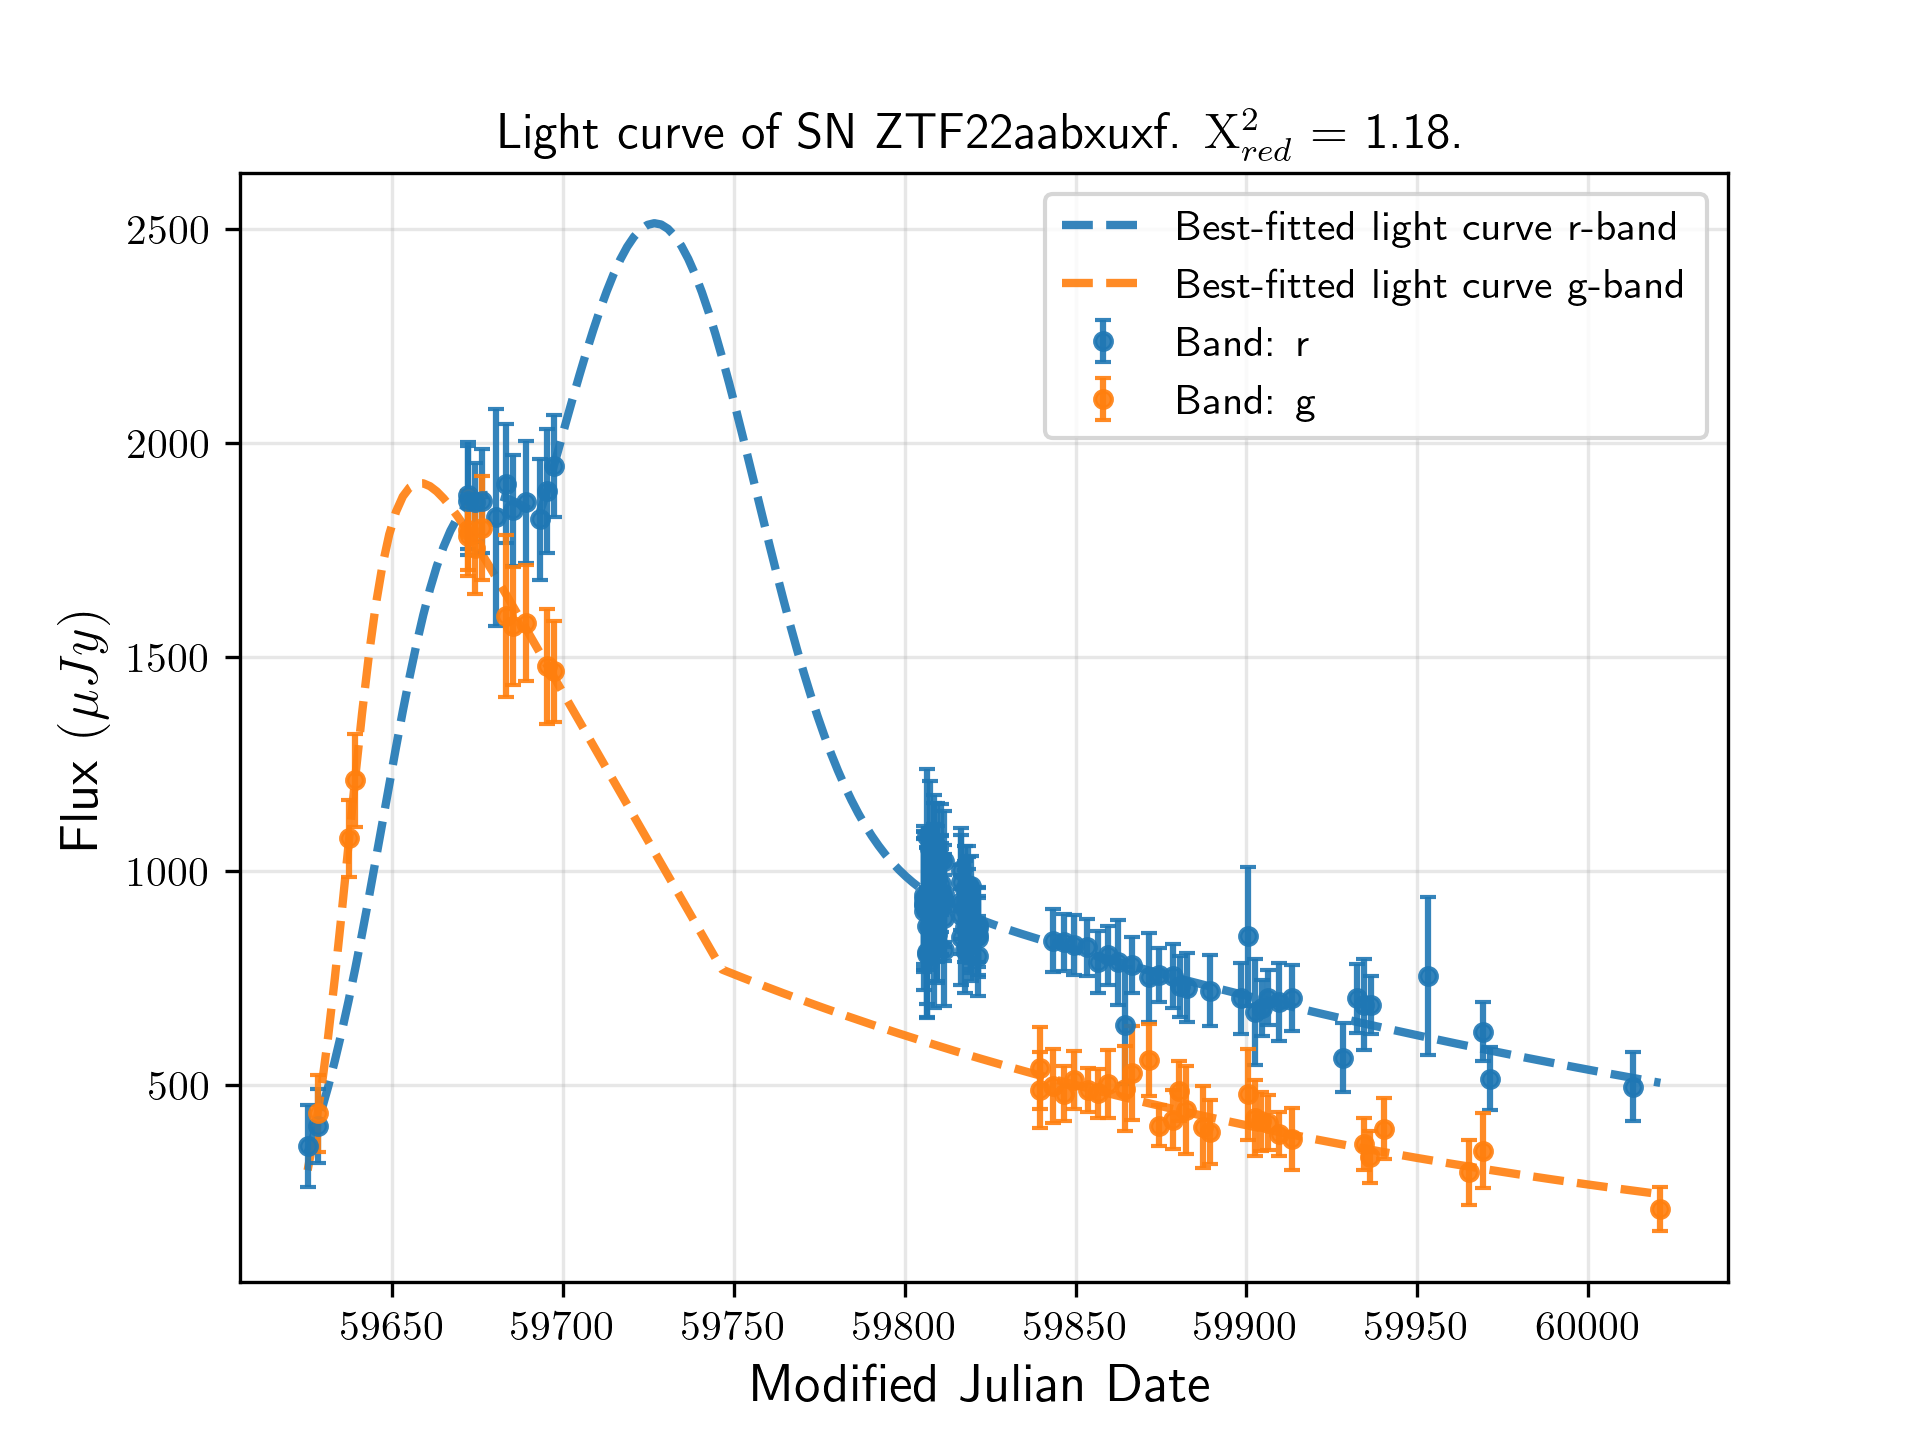 Light curve of SN ZTF22aabxuxf. X²_red = 1.18.
Best-fitted light curve r-band
Best-fitted light curve g-band
Band: r
Band: g
Flux (μJy)
2500
2000
1500
1000
500
59650 59700 59750 59800 59850 59900 59950 60000
Modified Julian Date